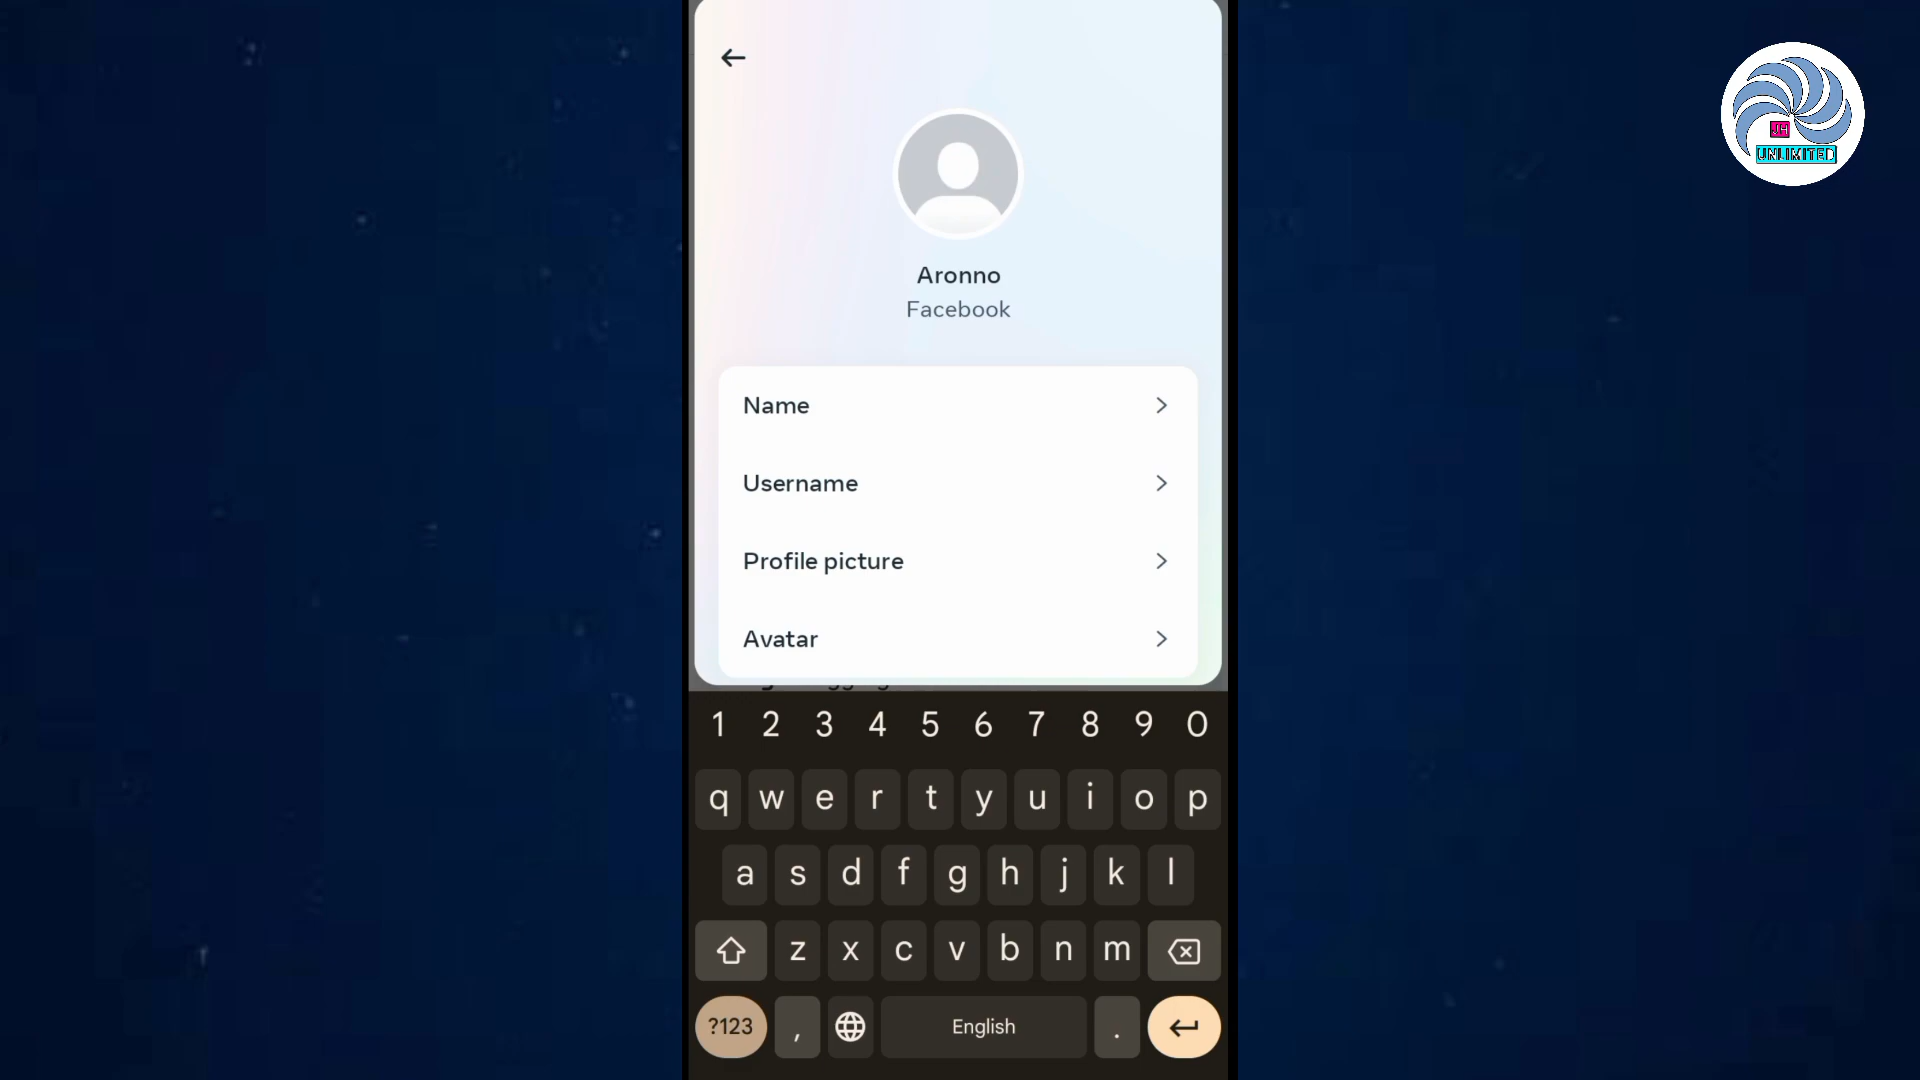 JH
UNLIMITED
Aronno
Facebook
Name
Username
Profile picture
Avatar
1 2 3 4 5 6 7 8 9 0
q w e r t y u i o p
a s d f g h j k l
z x c v b n m
?123 , English .